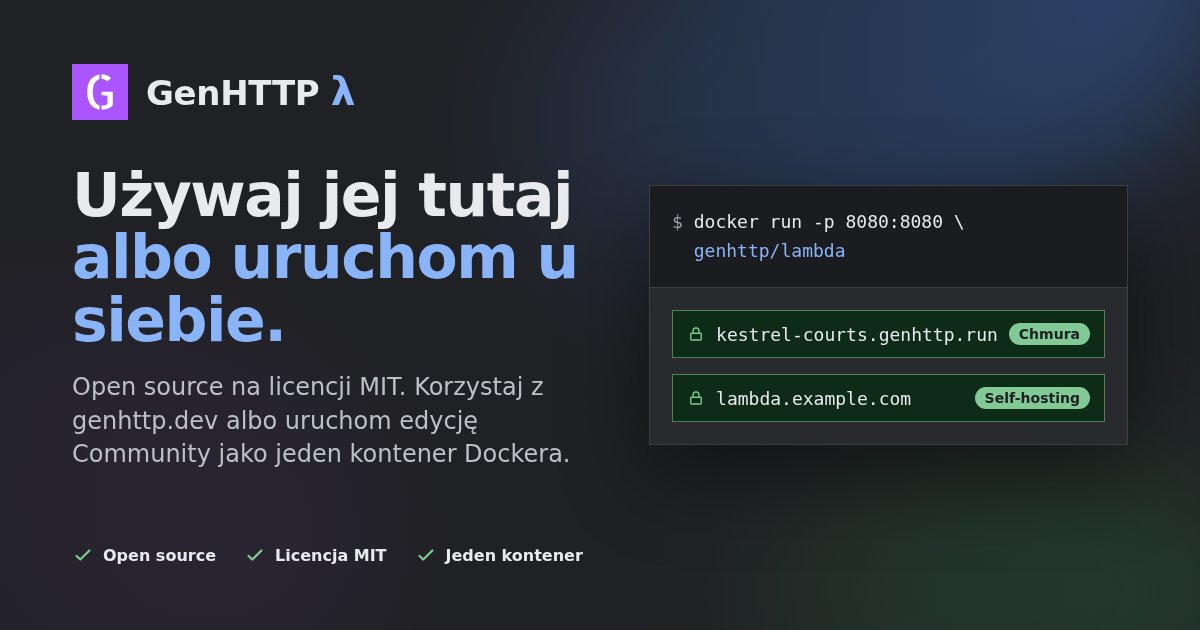 GenHTTP λ
Używaj jej tutaj
albo uruchom u
siebie.
Open source na licencji MIT. Korzystaj z
genhttp.dev albo uruchom edycję
Community jako jeden kontener Dockera.
Open source
Licencja MIT
Jeden kontener
$ docker run -p 8080:8080 \
genhttp/lambda
kestrel-courts.genhttp.run Chmura
lambda.example.com Self-hosting